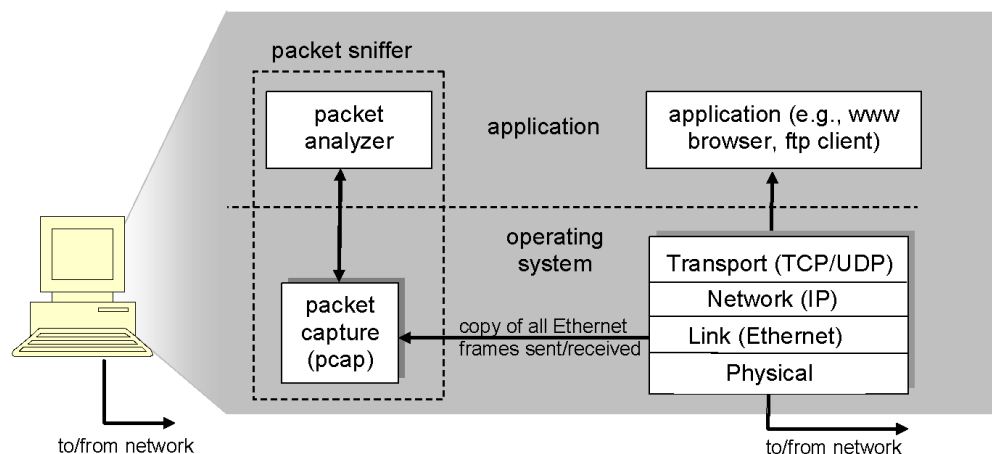 packet sniffer
packet
analyzer
application
application (e.g., www
browser, ftp client)
operating
system
packet
capture
(pcap)
copy of all Ethernet
frames sent/received
Transport (TCP/UDP)
Network (IP)
Link (Ethernet)
Physical
to/from network
to/from network